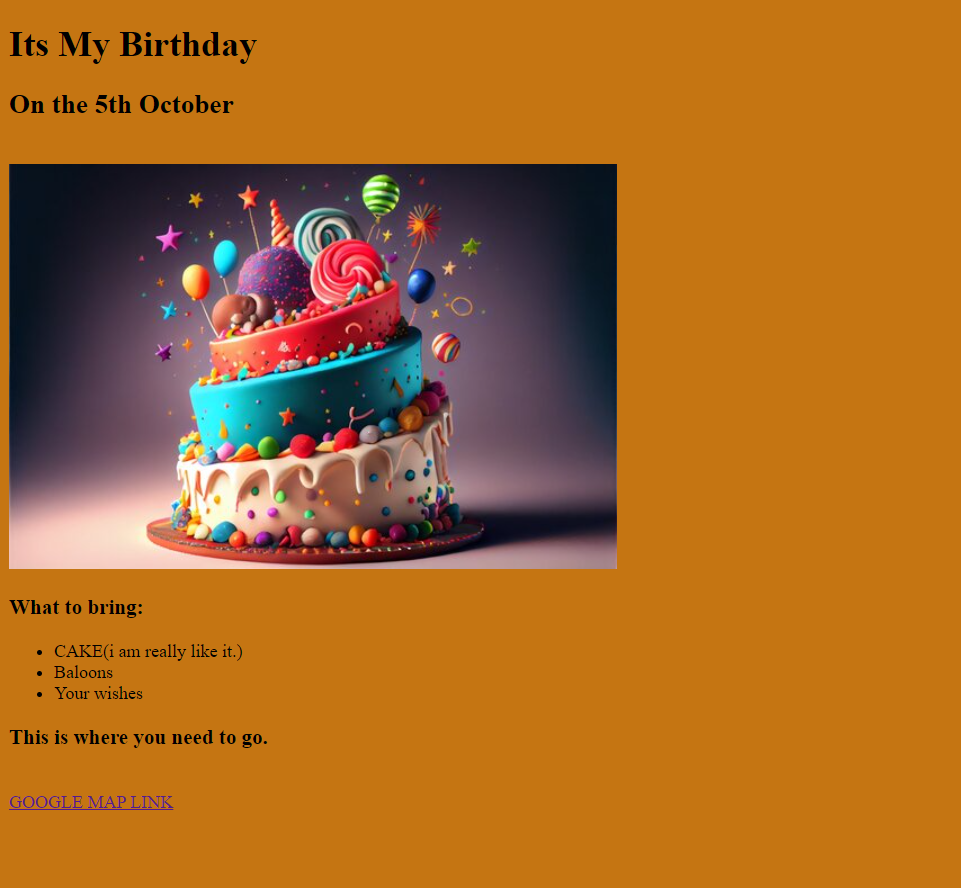 Its My Birthday
On the 5th October
What to bring:
CAKE(i am really like it.)
Baloons
Your wishes
This is where you need to go.
GOOGLE MAP LINK